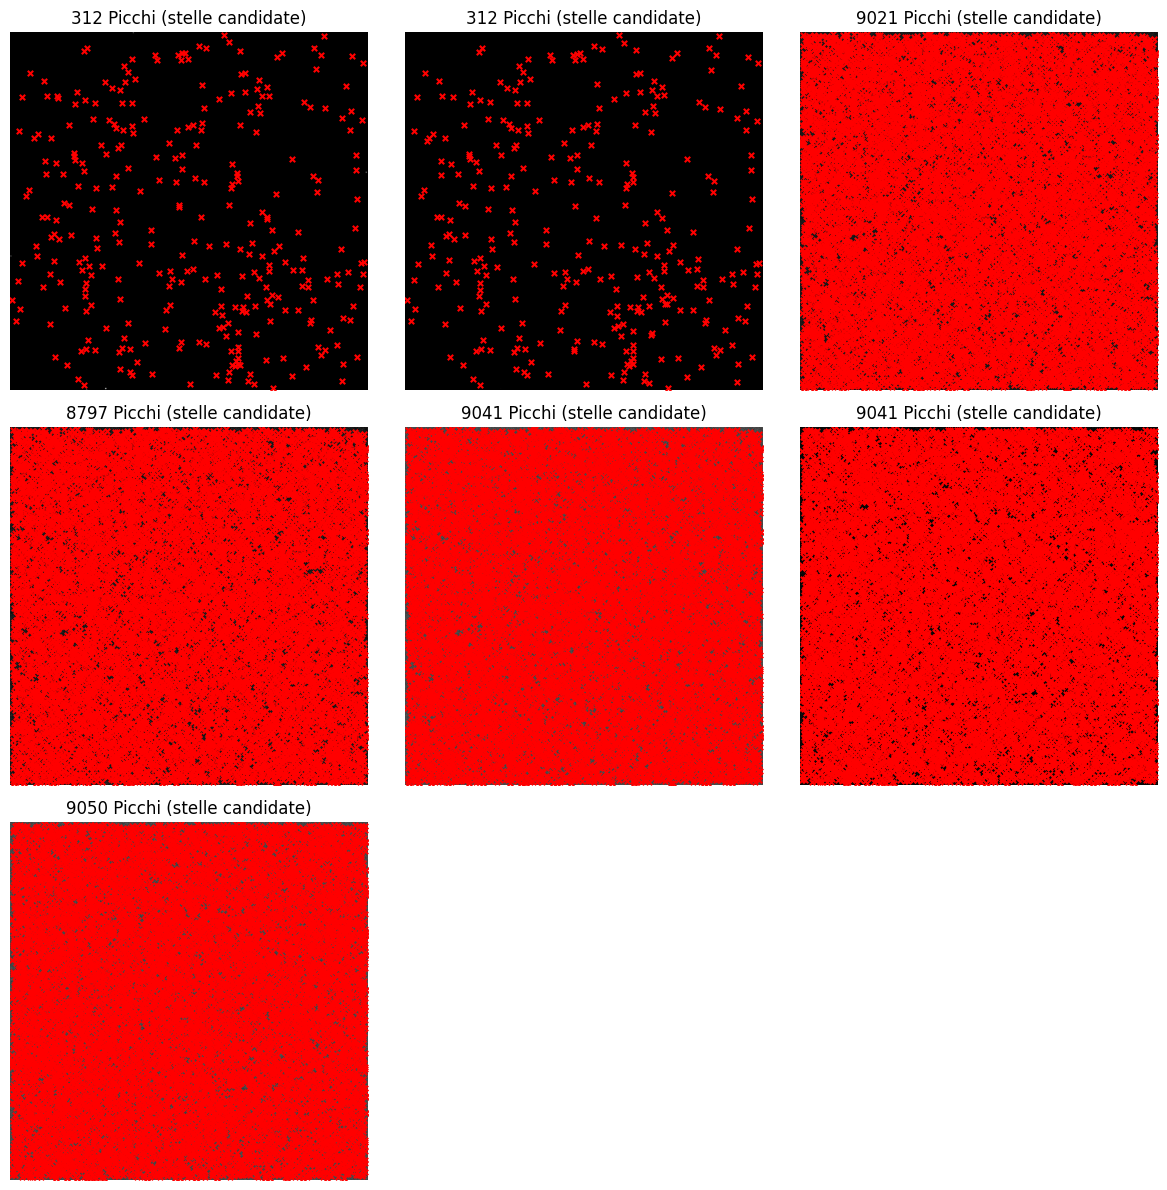 312 Picchi (stelle candidate)
312 Picchi (stelle candidate)
9021 Picchi (stelle candidate)
8797 Picchi (stelle candidate)
9041 Picchi (stelle candidate)
9041 Picchi (stelle candidate)
9050 Picchi (stelle candidate)